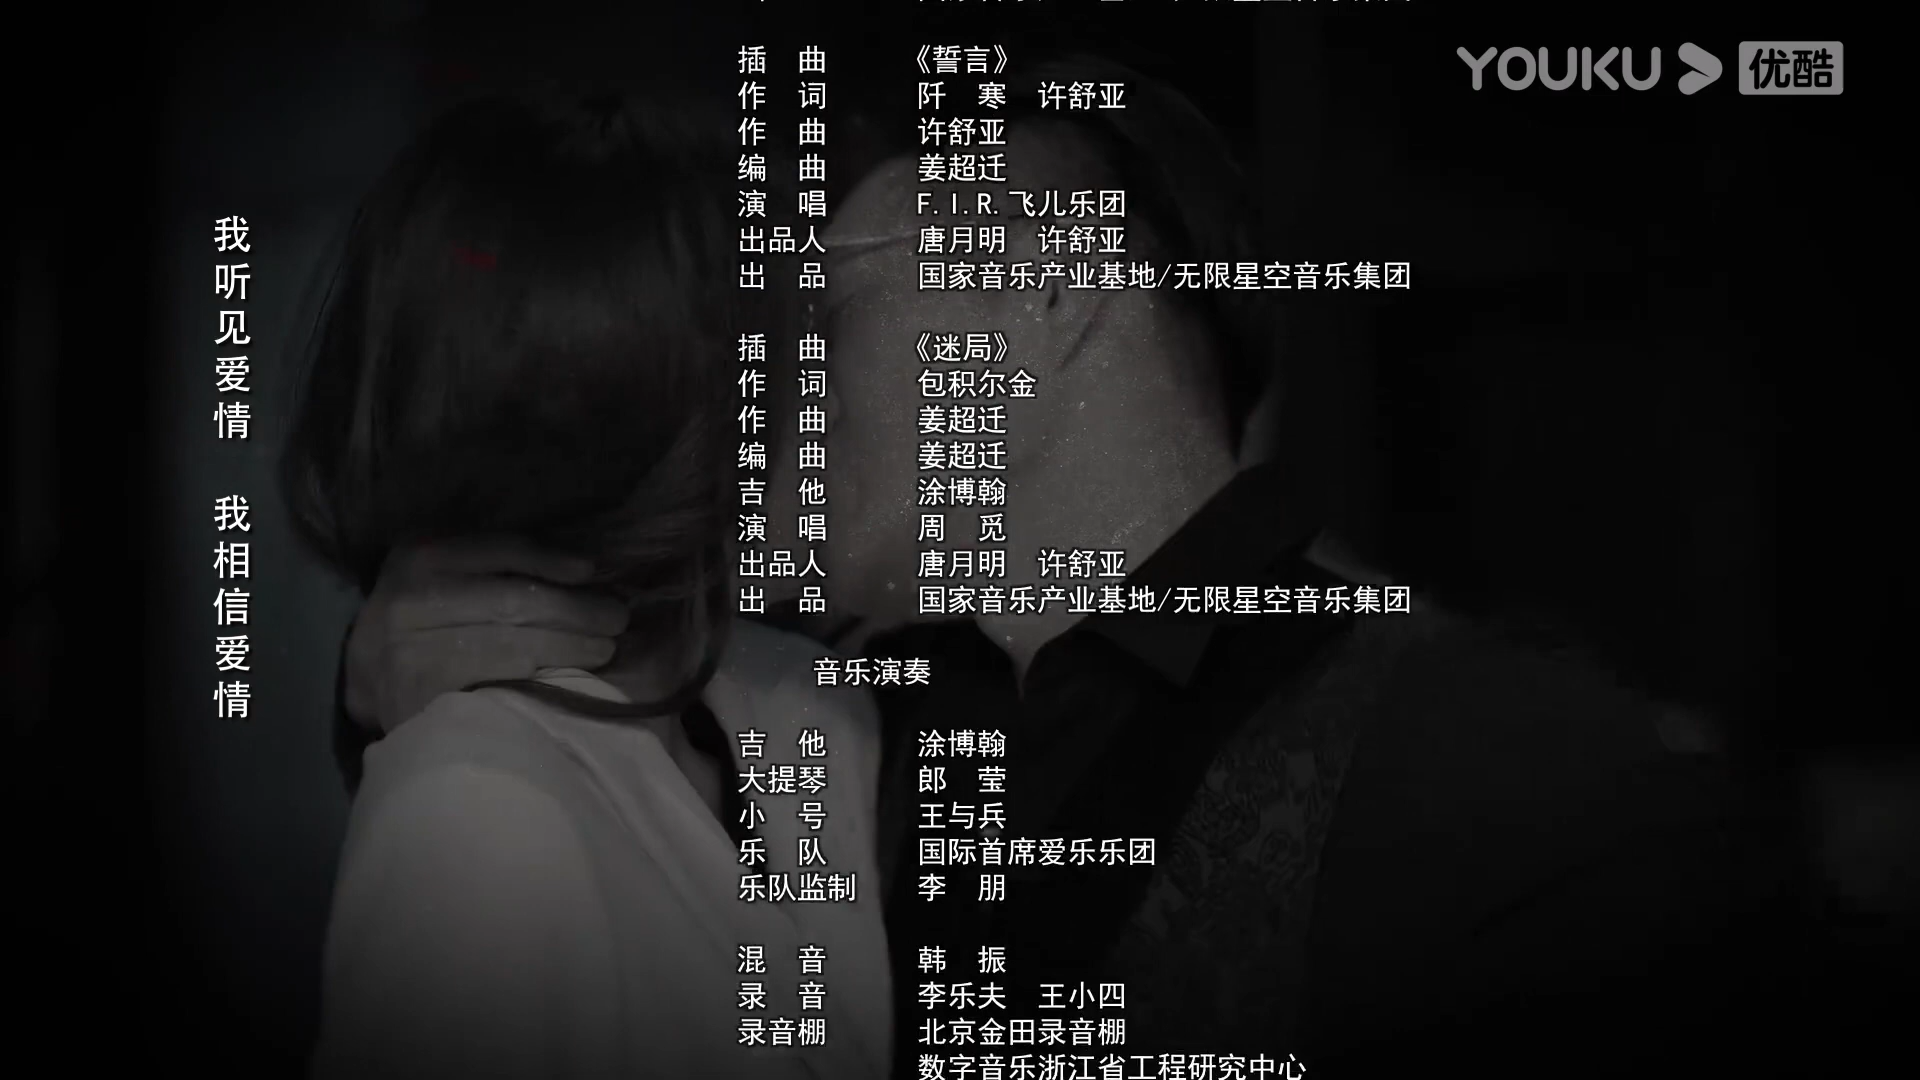 插 曲 《誓言》
作 词 阡 寒 许舒亚
作 曲 许舒亚
编 曲 姜超迁
演 唱 F.I.R.飞儿乐团
出品人 唐月明 许舒亚
出 品 国家音乐产业基地/无限星空音乐集团
插 曲 《迷局》
作 词 包积尔金
作 曲 姜超迁
编 曲 姜超迁
吉 他 涂博翰
演 唱 周 觅
出品人 唐月明 许舒亚
出 品 国家音乐产业基地/无限星空音乐集团
音乐演奏
吉 他 涂博翰
大提琴 郎 莹
小 号 王与兵
乐 队 国际首席爱乐乐团
乐队监制 李 朋
混 音 韩 振
录 音 李乐夫 王小四
录音棚 北京金田录音棚
数字音乐浙江省工程研究中心
我听见爱情 我相信爱情
YOUKU 优酷